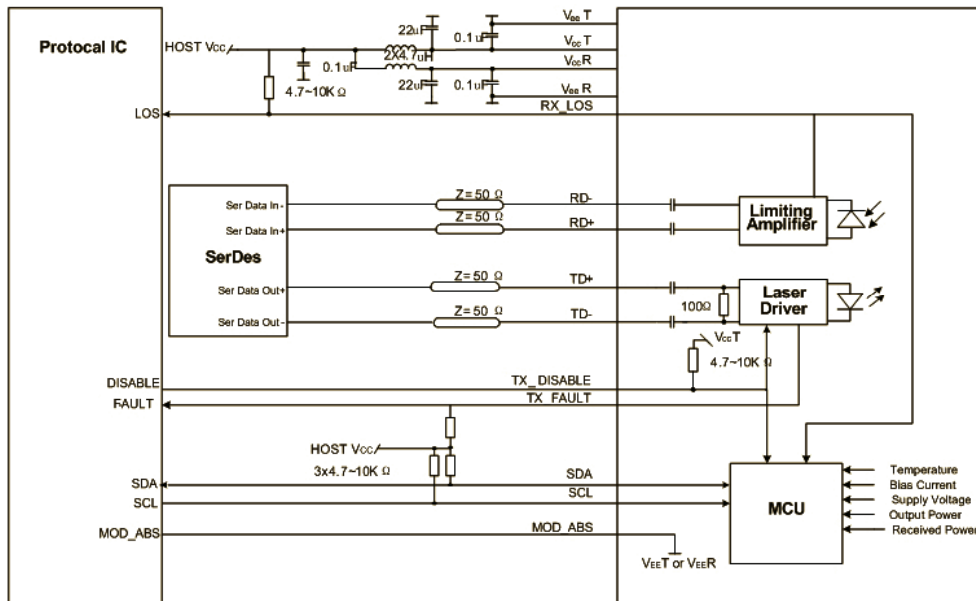 Protocal IC
HOST Vcc
22uF
0.1uF
2X4.7uH
0.1uF
22uF
0.1uF
4.7~10K Ω
VccT
VccT
VccR
VccR
RX_LOS
LOS
SerDes
Ser Data In -
Ser Data In+
Ser Data Out+
Ser Data Out -
Z= 50 Ω
RD-
Z= 50 Ω
RD+
Z= 50 Ω
TD+
Z= 50 Ω
TD-
Limiting
Amplifier
100Ω
Laser
Driver
VccT
4.7~10K Ω
DISABLE
TX_DISABLE
FAULT
TX_FAULT
HOST Vcc
3x4.7~10K Ω
SDA
SDA
SCL
SCL
MOD_ABS
MOD_ABS
VEET or VEER
MCU
Temperature
Bias Current
Supply Voltage
Output Power
Received Power